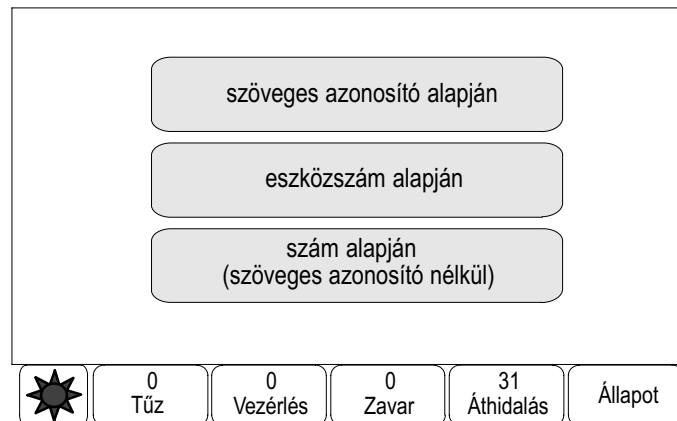 szöveges azonosító alapján
eszközszám alapján
szám alapján
(szöveges azonosító nélkül)
0
Tűz
0
Vezérlés
0
Zavar
31
Áthidalás
Állapot